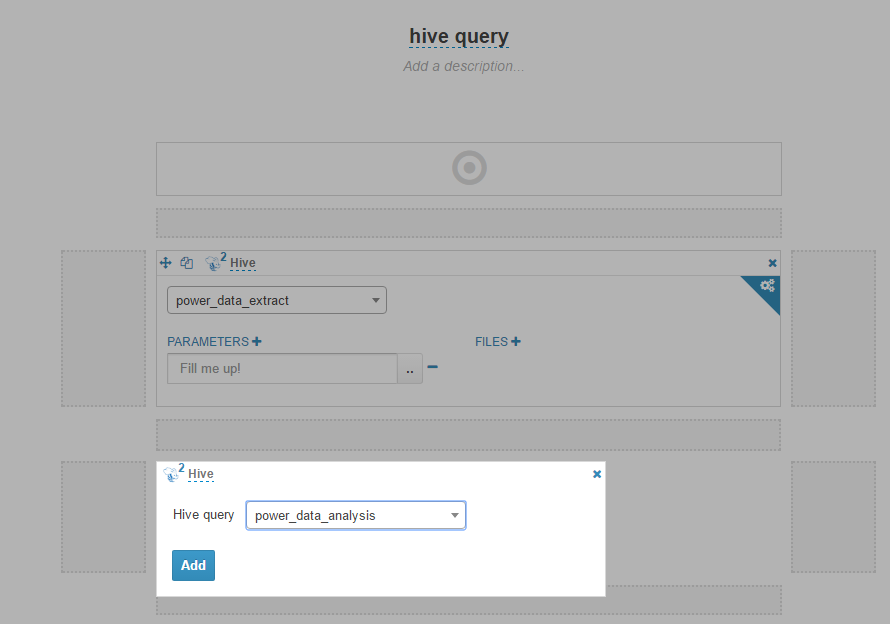 hive query
Add a description...
2 Hive
power_data_extract
PARAMETERS FILES
Fill me up! ..
2 Hive
Hive query power_data_analysis
Add